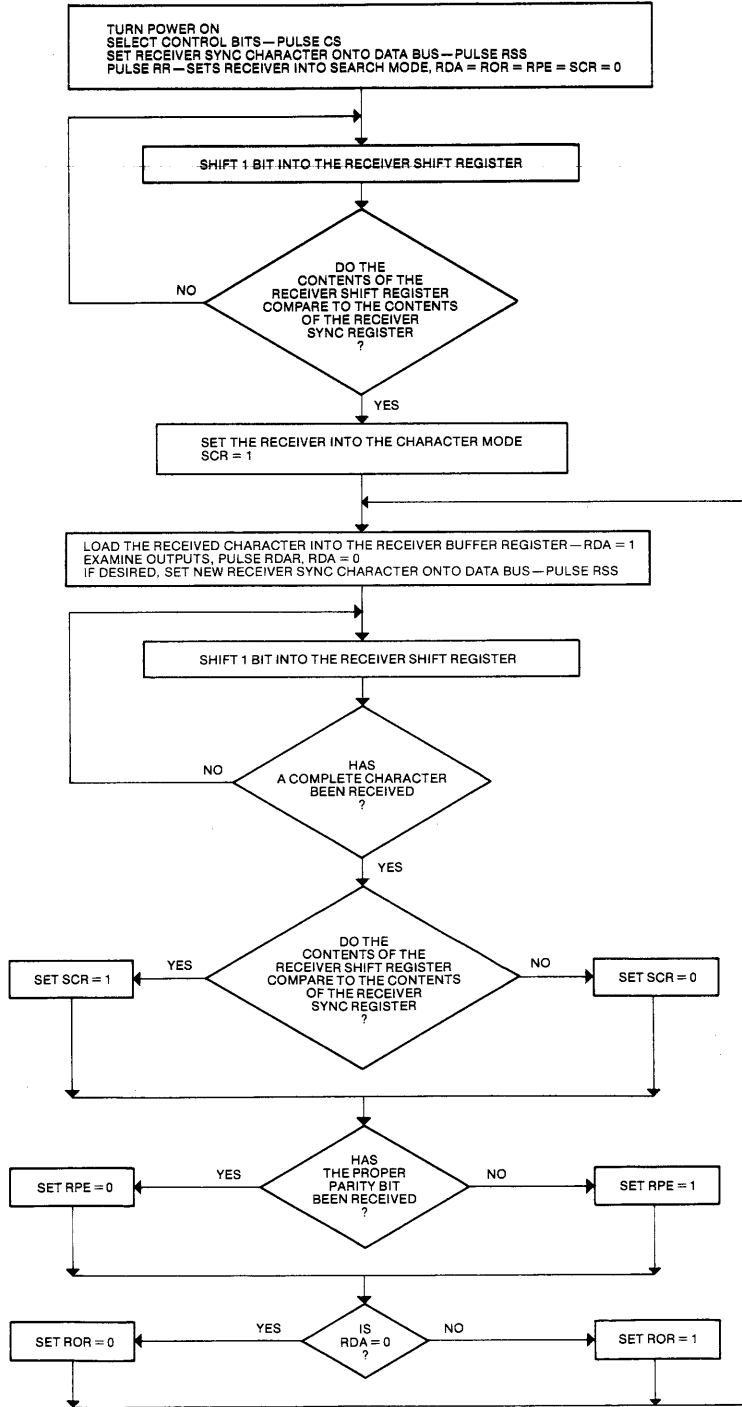 TURN POWER ON
SELECT CONTROL BITS—PULSE CS
SET RECEIVER SYNC CHARACTER ONTO DATA BUS—PULSE RSS
PULSE RR—SETS RECEIVER INTO SEARCH MODE, RDA = ROR = RPE = SCR = 0
SHIFT 1 BIT INTO THE RECEIVER SHIFT REGISTER
DO THE
CONTENTS OF THE
RECEIVER SHIFT REGISTER
COMPARE TO THE CONTENTS
OF THE RECEIVER
SYNC REGISTER
?
NO
YES
SET THE RECEIVER INTO THE CHARACTER MODE
SCR = 1
LOAD THE RECEIVED CHARACTER INTO THE RECEIVER BUFFER REGISTER—RDA = 1
EXAMINE OUTPUTS, PULSE RDAR, RDA = 0
IF DESIRED, SET NEW RECEIVER SYNC CHARACTER ONTO DATA BUS—PULSE RSS
SHIFT 1 BIT INTO THE RECEIVER SHIFT REGISTER
NO
HAS
A COMPLETE CHARACTER
BEEN RECEIVED
?
YES
DO THE
CONTENTS OF THE
RECEIVER SHIFT REGISTER
COMPARE TO THE CONTENTS
OF THE RECEIVER
SYNC REGISTER
?
YES
NO
SET SCR = 1
SET SCR = 0
HAS
THE PROPER
PARITY BIT
BEEN RECEIVED
?
YES
NO
SET RPE = 0
SET RPE = 1
IS
RDA = 0
?
YES
NO
SET ROR = 0
SET ROR = 1